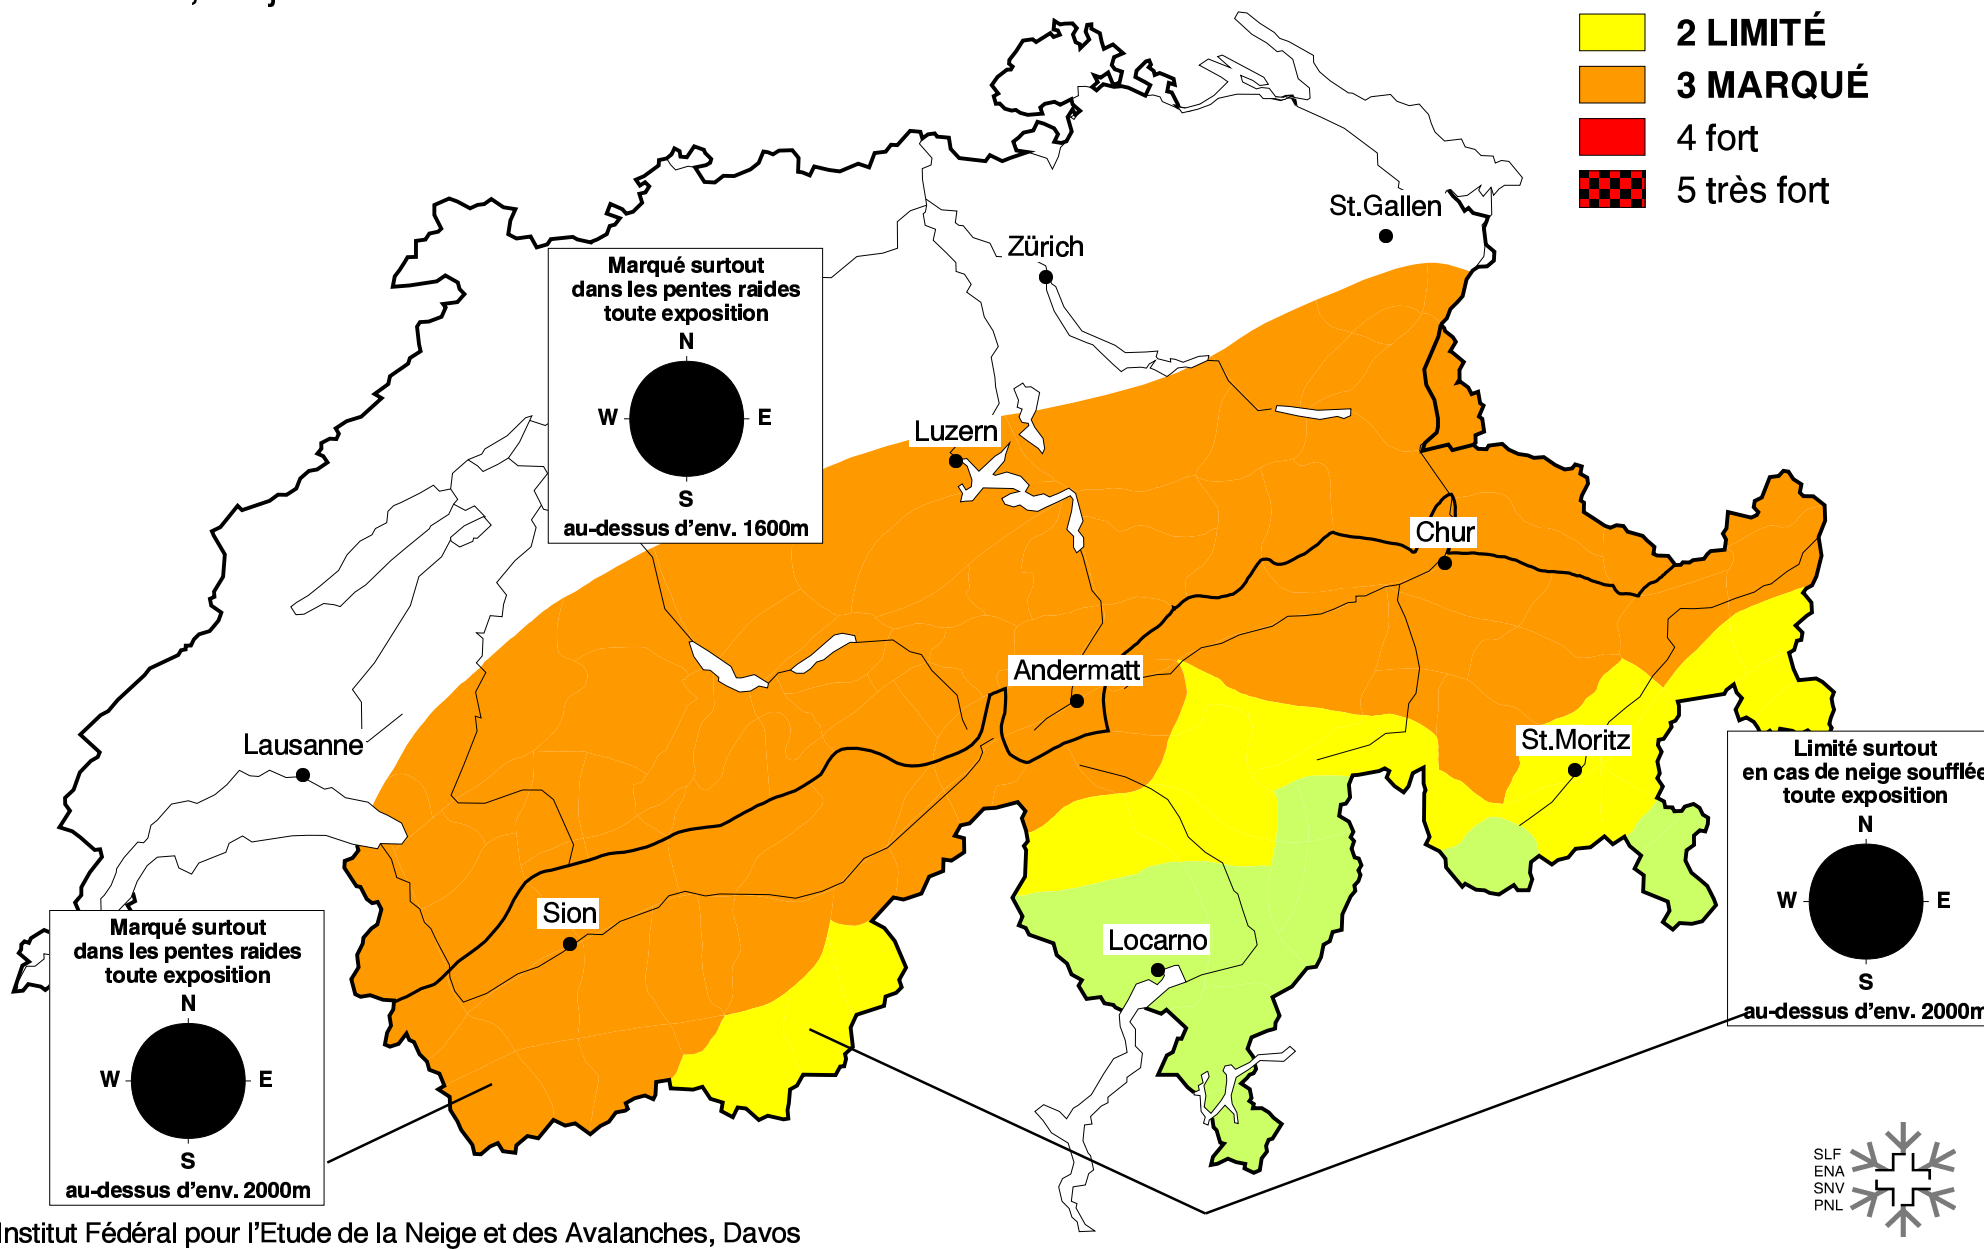 2 LIMITÉ
3 MARQUÉ
4 fort
5 très fort
St.Gallen
Zürich
Marqué surtout
dans les pentes raides
toute exposition
N
W E
S
au-dessus d'env. 1600m
Luzern
Chur
Andermatt
Lausanne
St.Moritz
Limité surtout
en cas de neige soufflée
toute exposition
N
W E
S
au-dessus d'env. 2000m
Sion
Locarno
Marqué surtout
dans les pentes raides
toute exposition
N
W E
S
au-dessus d'env. 2000m
SLF
ENA
SNV
PNL
Institut Fédéral pour l'Etude de la Neige et des Avalanches, Davos